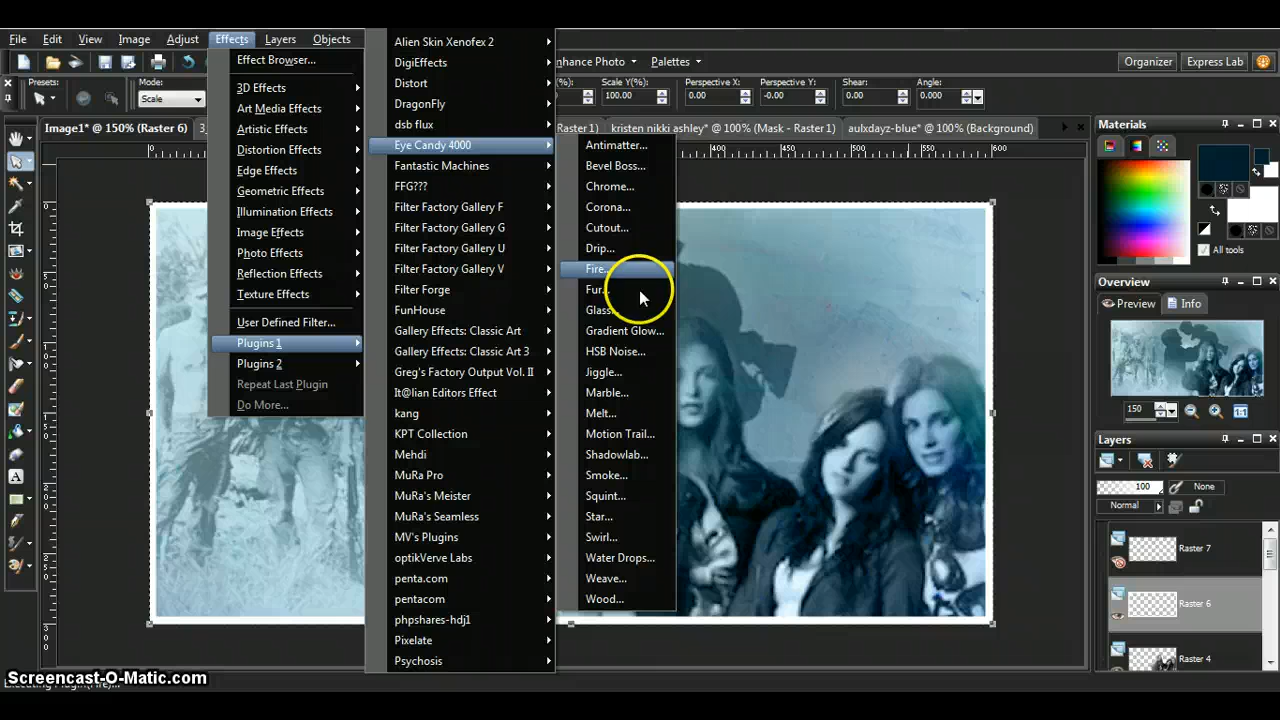 File Edit View Image Adjust Effects Layers Objects
Enhance Photo Palettes Organizer Express Lab
Presets: Mode: Scale
Scale Y(%): 100.00 Perspective X: 0.00 Perspective Y: -0.00 Shear: 0.00 Angle: 0.000
Image1* @ 150% (Raster 6) Raster 1) kristen nikki ashley* @ 100% (Mask - Raster 1) aulxdayz-blue* @ 100% (Background)
0 400 450 500 550 600
Effect Browser...
3D Effects
Art Media Effects
Artistic Effects
Distortion Effects
Edge Effects
Geometric Effects
Illumination Effects
Image Effects
Photo Effects
Reflection Effects
Texture Effects
User Defined Filter...
Plugins 1
Plugins 2
Repeat Last Plugin
Do More...
Alien Skin Xenofex 2
DigiEffects
Distort
DragonFly
dsb flux
Eye Candy 4000
Fantastic Machines
FFG???
Filter Factory Gallery F
Filter Factory Gallery G
Filter Factory Gallery U
Filter Factory Gallery V
Filter Forge
FunHouse
Gallery Effects: Classic Art
Gallery Effects: Classic Art 3
Greg's Factory Output Vol. II
It@lian Editors Effect
kang
KPT Collection
Mehdi
MuRa Pro
MuRa's Meister
MuRa's Seamless
MV's Plugins
optikVerve Labs
penta.com
pentacom
phpshares-hdj1
Pixelate
Psychosis
Antimatter...
Bevel Boss...
Chrome...
Corona...
Cutout...
Drip...
Fire...
Fur...
Glass...
Gradient Glow...
HSB Noise...
Jiggle...
Marble...
Melt...
Motion Trail...
Shadowlab...
Smoke...
Squint...
Star...
Swirl...
Water Drops...
Weave...
Wood...
Materials
All tools
Overview
Preview Info
150
Layers
100 None
Normal
Raster 7
Raster 6
Raster 4
Screencast-O-Matic.com